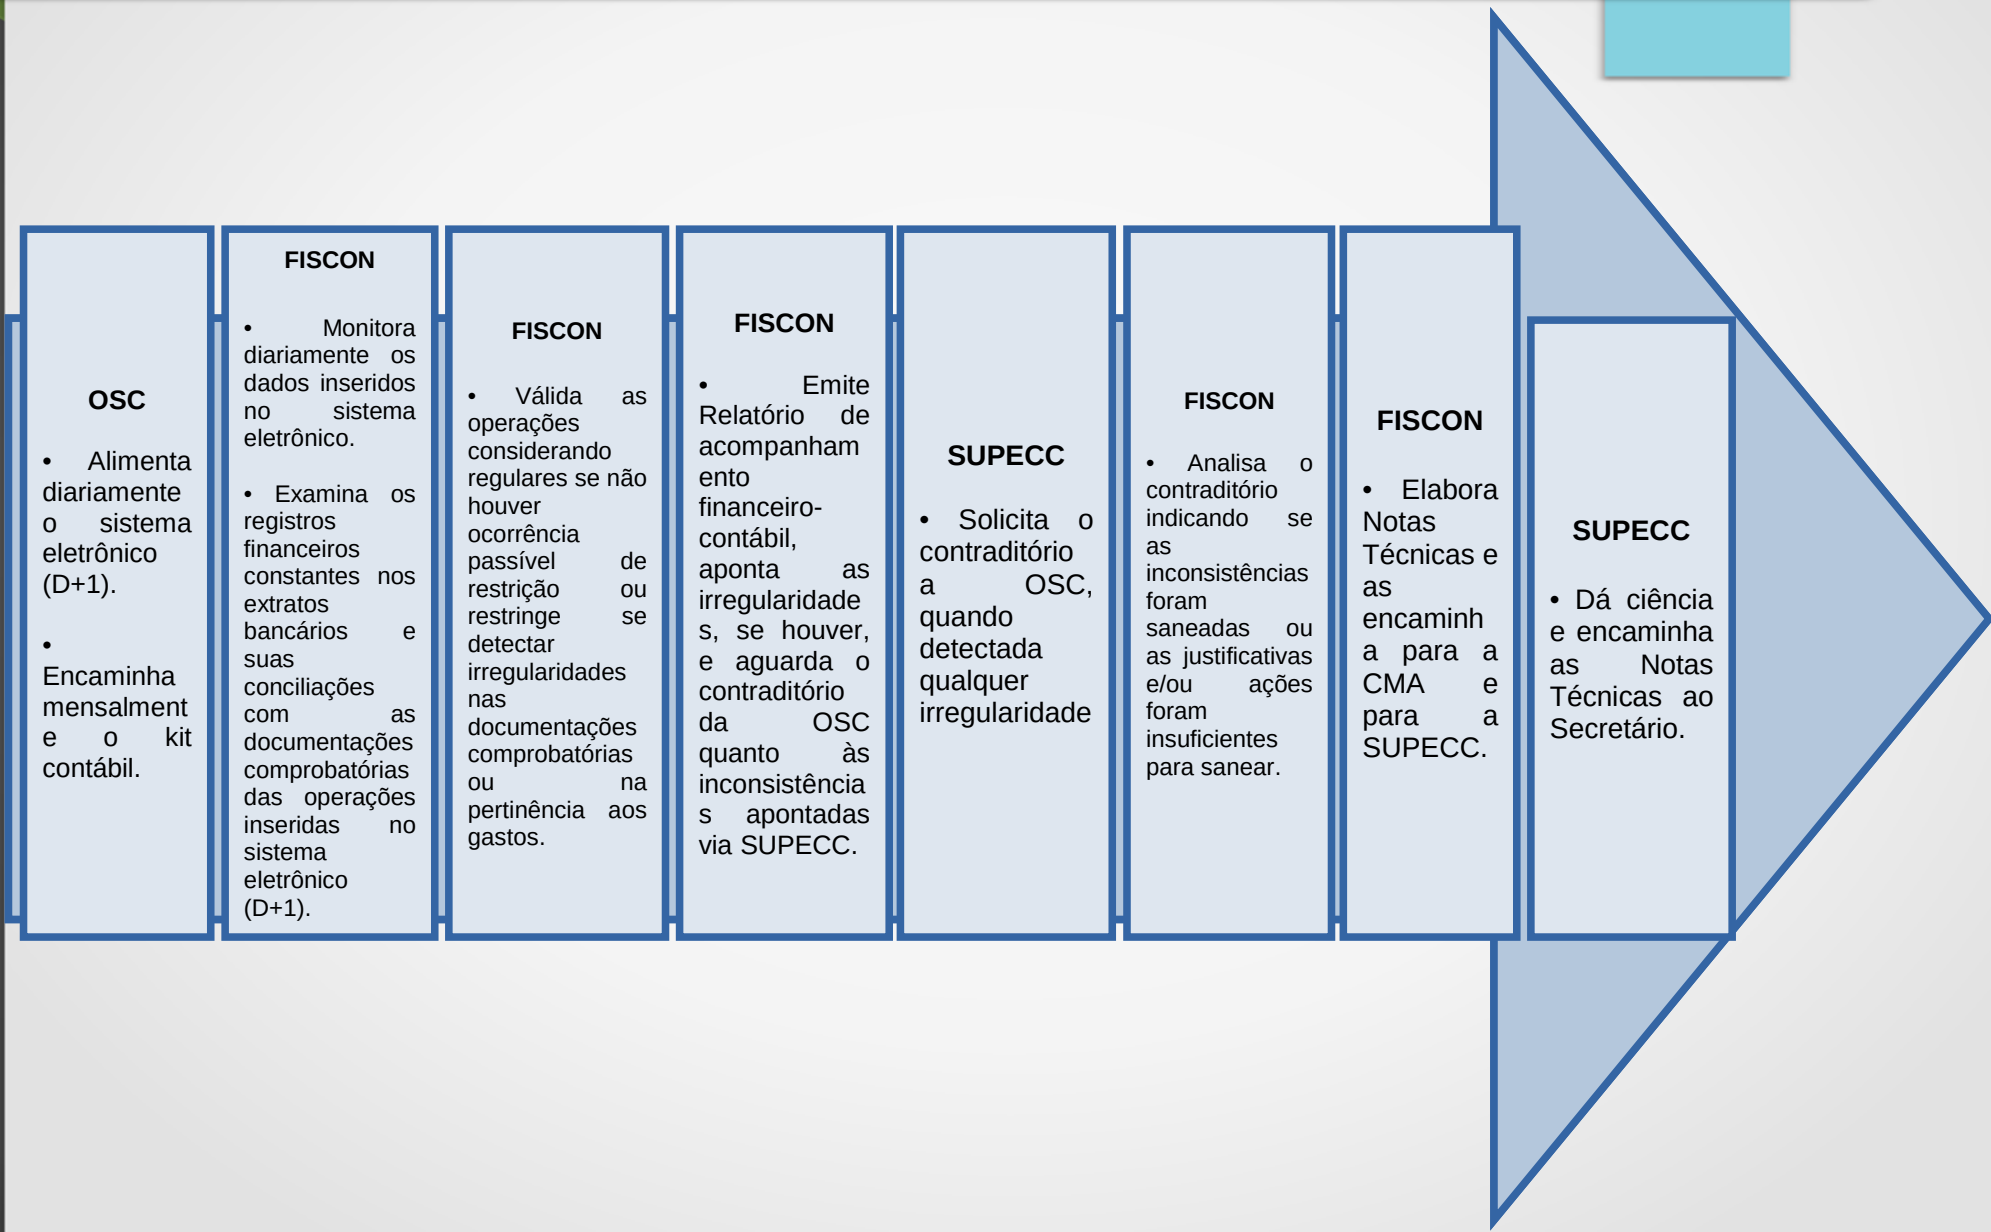 OSC
• Alimenta
diariamente
o sistema
eletrônico
(D+1).
•
Encaminha
mensalment
e o kit
contábil.
FISCON
• Monitora
diariamente os
dados inseridos
no sistema
eletrônico.
• Examina os
registros
financeiros
constantes nos
extratos
bancários e
suas
conciliações
com as
documentações
comprobatórias
das operações
inseridas no
sistema
eletrônico
(D+1).
FISCON
• Válida as
operações
considerando
regulares se não
houver
ocorrência
passível de
restrição ou
restringe se
detectar
irregularidades
nas
documentações
comprobatórias
ou na
pertinência aos
gastos.
FISCON
• Emite
Relatório de
acompanham
ento
financeiro-
contábil,
aponta as
irregularidade
s, se houver,
e aguarda o
contraditório
da OSC
quanto às
inconsistência
s apontadas
via SUPECC.
SUPECC
• Solicita o
contraditório
a OSC,
quando
detectada
qualquer
irregularidade
FISCON
• Analisa o
contraditório
indicando se
as
inconsistências
foram
saneadas ou
as justificativas
e/ou ações
foram
insuficientes
para sanear.
FISCON
• Elabora
Notas
Técnicas e
as
encaminh
a para a
CMA e
para a
SUPECC.
SUPECC
• Dá ciência
e encaminha
as Notas
Técnicas ao
Secretário.